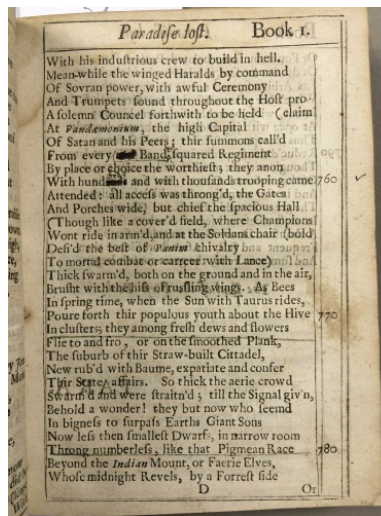 Paradise lost. Book 1.
With his industrious crew to build in hell.
Mean-while the winged Haralds by command
Of Sovran power, with awful Ceremony
And Trumpets sound throughout the Host pro-
A solemn Councel forthwith to be held (claim
At Pandæmonium, the high Capital
Of Satan and his Peers; thir summons call'd
From every Band squared Regiment
By place or choice the worthiest; they anon
With and with thousands trooping came 760
Attended: all access was throng'd, the Gates
And Porches wide, but chief the spacious Hall
(Though like a cover'd field, where Champions
Wont ride in arm'd, and at the Soldans chair (bold
Defi'd the best of Panim chivalry
To mortal combat or carreer with Lance)
Thick swarm'd, both on the ground and in the air,
Brusht with the hiss of russling wings. As Bees
In spring time, when the Sun with Taurus rides,
Poure forth thir populous youth about the Hive 770
In clusters; they among fresh dews and flowers
Flie to and fro, or on the smoothed Plank,
The suburb of thir Straw-built Cittadel,
New rub'd with Baume, expatiate and confer
Thir State affairs. So thick the aerie crowd
Swarm'd and were straitn'd; till the Signal giv'n,
Behold a wonder! they but now who seemd
In bigness to surpass Earths Giant Sons
Now less then smallest Dwarfs, in narrow room
Throng numberless, like that Pigmean Race 780
Beyond the Indian Mount, or Faerie Elves,
Whose midnight Revels, by a Forrest side
D Or